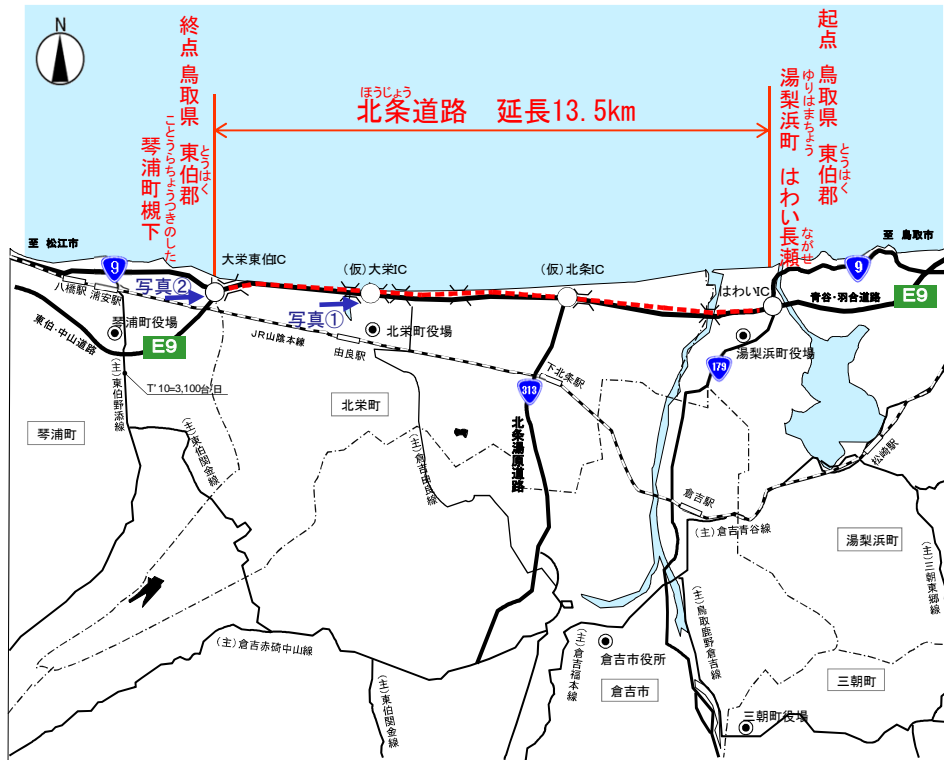 N
終点 鳥取県 東伯郡
とうはく
琴浦町槻下
ことうらちょうつきのした
ほうじょう
北条道路 延長13.5km
起点 鳥取県 東伯郡
とうはく
湯梨浜町 はわい長瀬
ゆりはまちょう
ながせ
至 松江市
至 鳥取市
9
9
大栄東伯IC
(仮)大栄IC
(仮)北条IC
はわいIC
八橋駅
浦安駅
写真②
写真①
青谷・羽合道路
E9
琴浦町役場
北栄町役場
湯梨浜町役場
東伯・中山道路
E9
JR山陰本線
由良駅
下北条駅
179
313
T'10=3,100台/日
(主)東伯野添線
(主)東伯関金線
琴浦町
北栄町
(主)倉吉由良線
北条湯原道路
松崎駅
倉吉駅
(主)倉吉青谷線
湯梨浜町
(主)三朝東郷線
(主)鳥取鹿野倉吉線
(主)倉吉赤碕中山線
(主)倉吉福本線
倉吉市役所
(主)東伯関金線
倉吉市
三朝町
三朝町役場